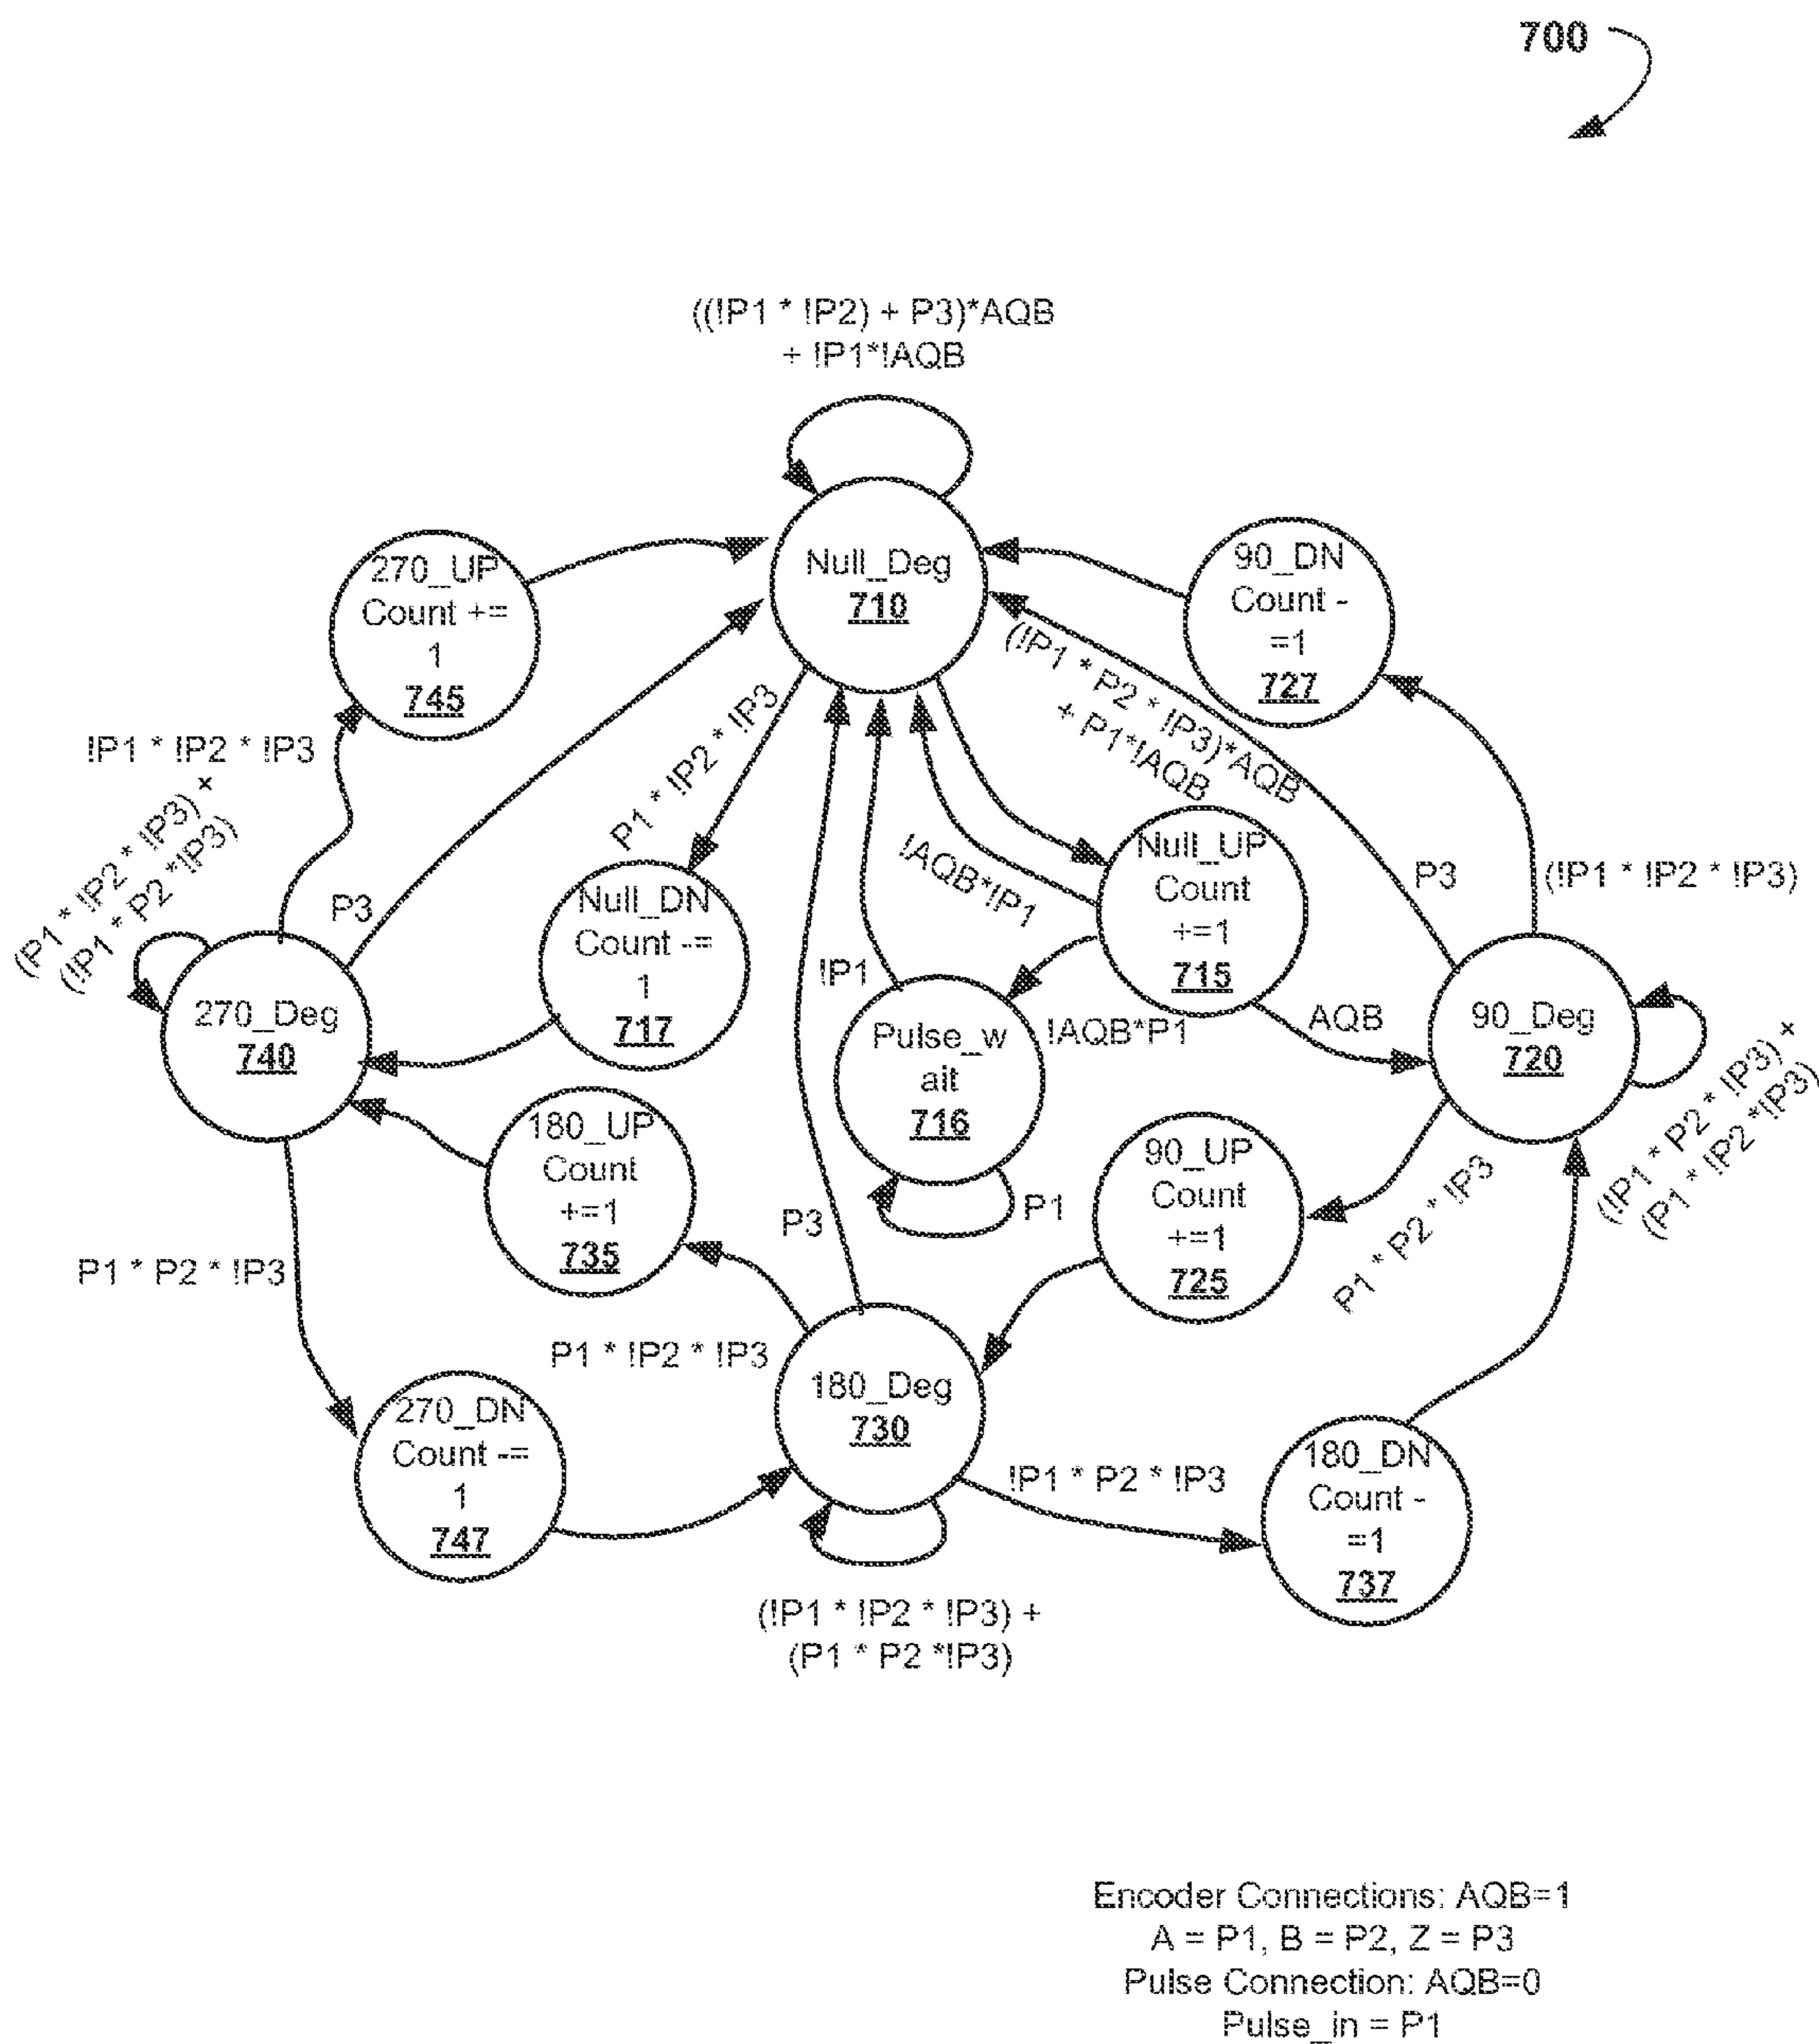 700
((!P1 * !P2) + P3)*AQB
+ !P1*!AQB
Null_Deg
710
270_UP
Count +=
1
745
90_DN
Count -
=1
727
(!P1 * P2 * !P3)*AQB
+ P1*!AQB
P1 * !P2 * !P3
!P1 * !P2 * !P3
(P1 * !P2 * !P3) +
(!P1 * P2 *!P3)
P3
Null_DN
Count -=
1
717
!AQB*!P1
Null_UP
Count
+=1
715
P3
(!P1 * !P2 * !P3)
270_Deg
740
!P1
Pulse_w
ait
716
!AQB*P1
AQB
90_Deg
720
(!P1 * P2 * !P3) +
(P1 * !P2 *!P3)
180_UP
Count
+=1
735
P3
P1
90_UP
Count
+=1
725
P1 * P2 * !P3
P1 * P2 * !P3
P1 * !P2 * !P3
180_Deg
730
270_DN
Count -=
1
747
!P1 * P2 * !P3
180_DN
Count -
=1
737
(!P1 * !P2 * !P3) +
(P1 * P2 *!P3)
Encoder Connections: AQB=1
A = P1, B = P2, Z = P3
Pulse Connection: AQB=0
Pulse_in = P1